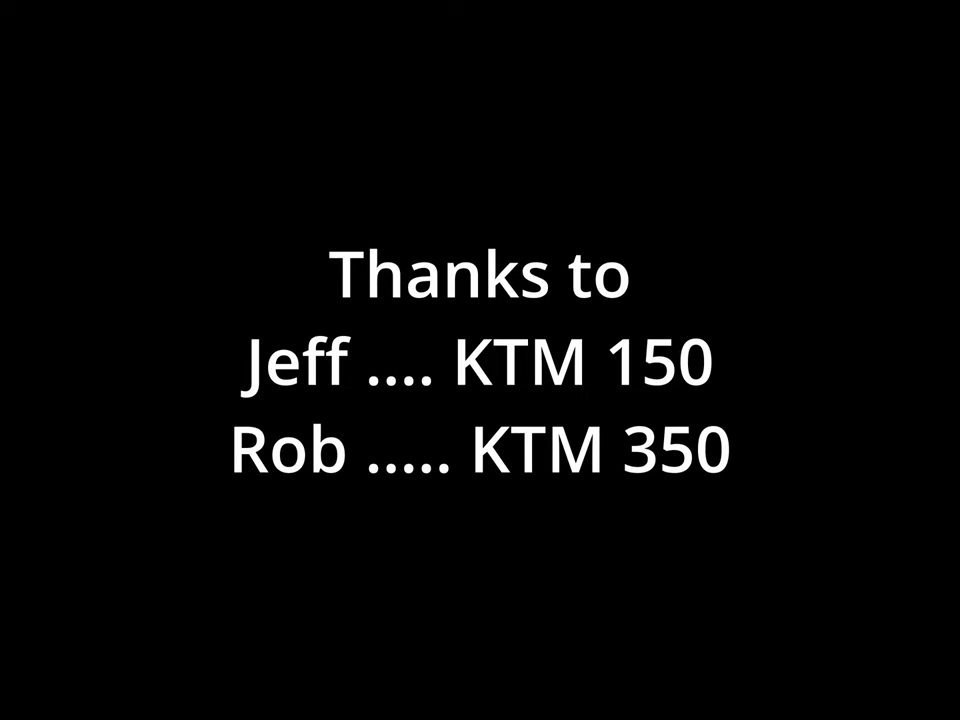 Thanks to
Jeff .... KTM 150
Rob ..... KTM 350